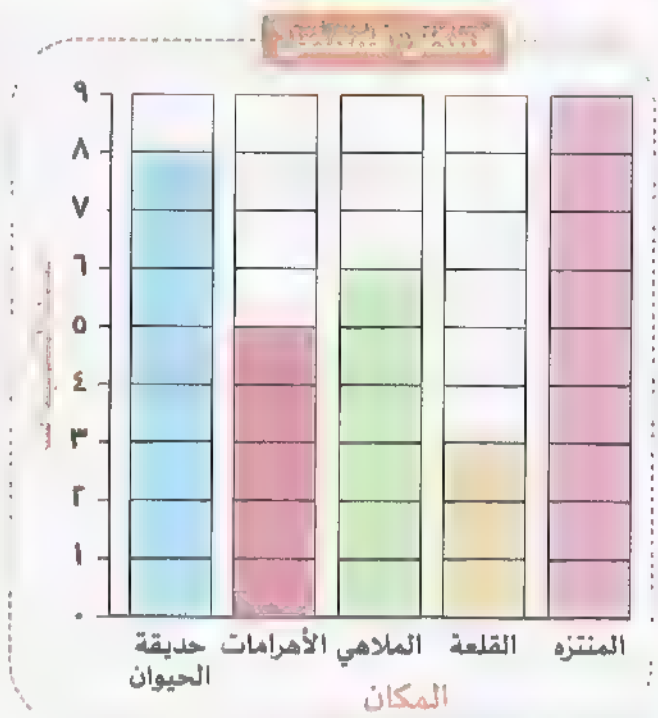 ٩
٨
٧
٦
٥
٤
٣
٢
١
٠
حديقة الحيوان
الأهرامات
الملاهي
القلعة
المنتزه
المكان